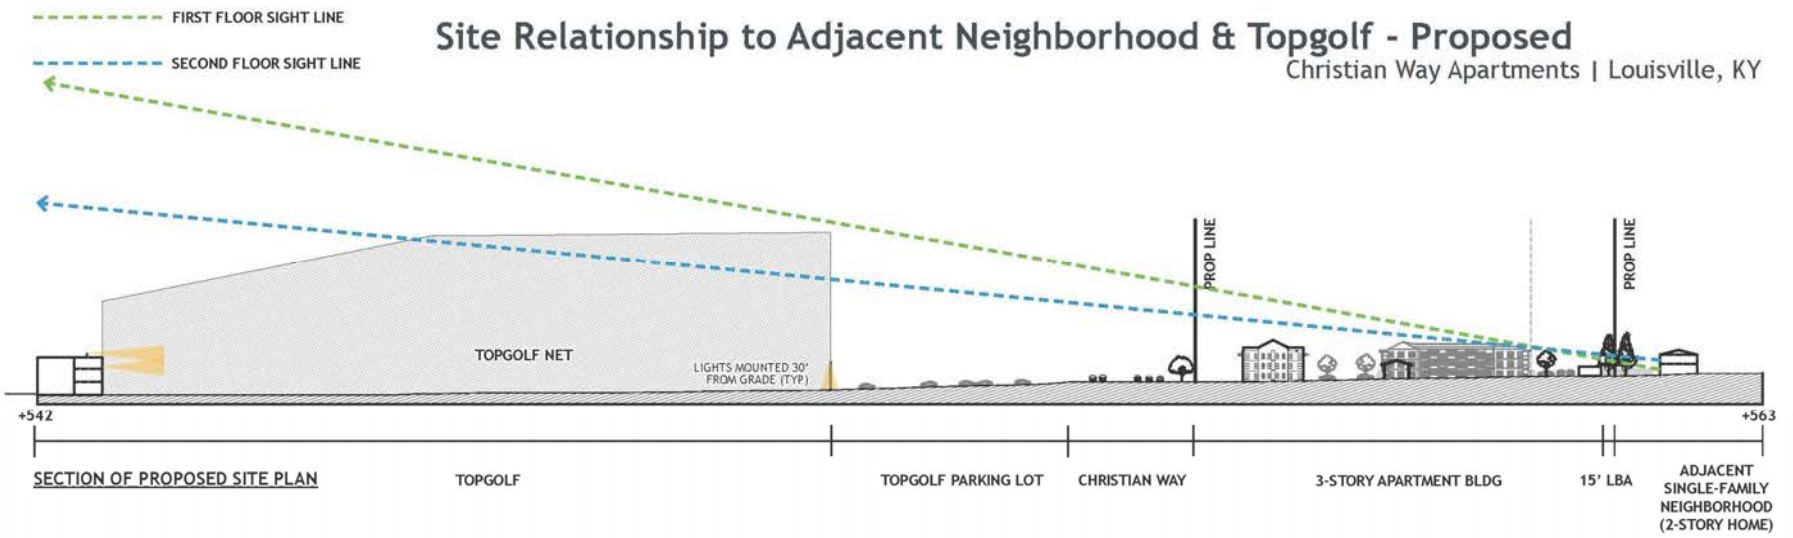 FIRST FLOOR SIGHT LINE
SECOND FLOOR SIGHT LINE
Site Relationship to Adjacent Neighborhood & Topgolf - Proposed
Christian Way Apartments | Louisville, KY
PROP LINE
PROP LINE
TOPGOLF NET
LIGHTS MOUNTED 30'
FROM GRADE (TYP)
+542
+563
SECTION OF PROPOSED SITE PLAN
TOPGOLF
TOPGOLF PARKING LOT
CHRISTIAN WAY
3-STORY APARTMENT BLDG
15' LBA
ADJACENT
SINGLE-FAMILY
NEIGHBORHOOD
(2-STORY HOME)